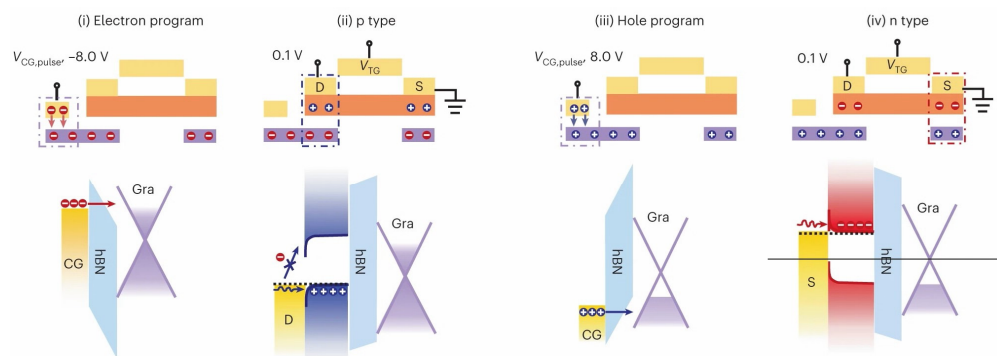 (i) Electron program
(ii) p type
(iii) Hole program
(iv) n type
V_CG,pulse, –8.0 V
0.1 V
V_TG
D
S
V_CG,pulse, 8.0 V
0.1 V
V_TG
D
S
Gra
CG
hBN
Gra
hBN
D
Gra
hBN
CG
Gra
hBN
S